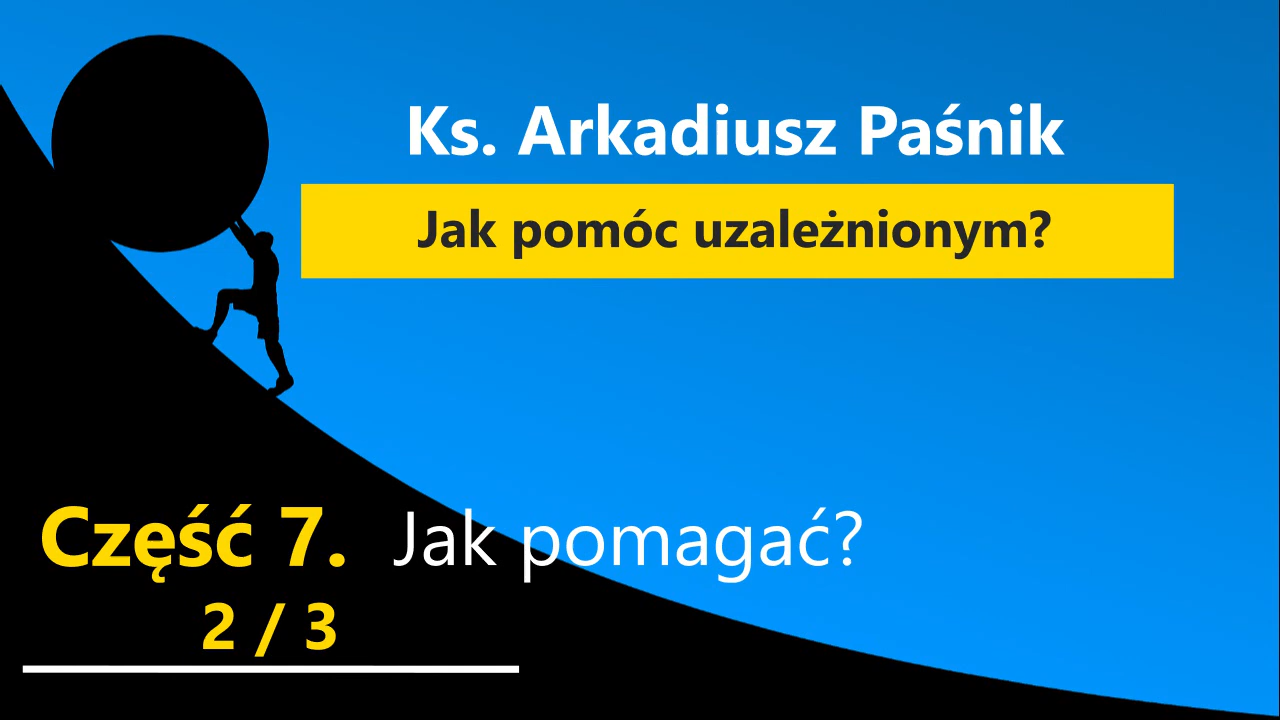 Ks. Arkadiusz Paśnik
Jak pomóc uzależnionym?
Część 7. Jak pomagać?
2 / 3